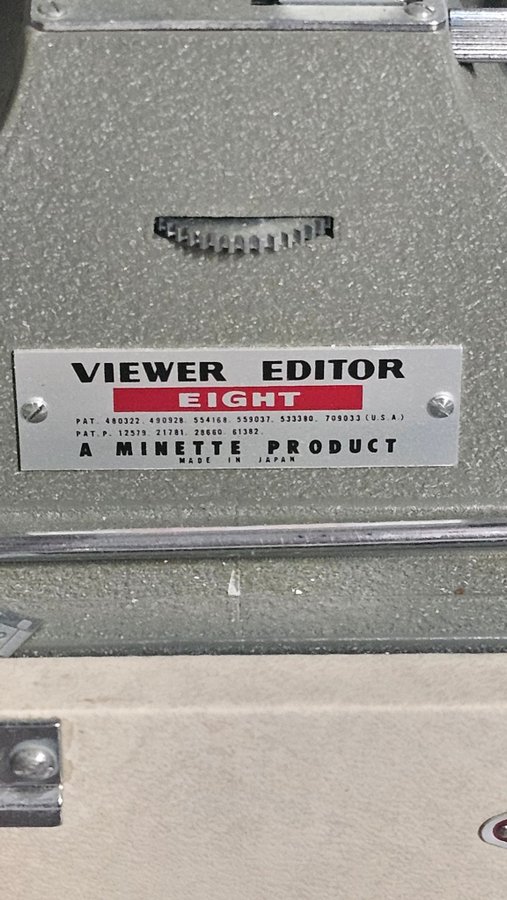 VIEWER EDITOR
EIGHT
PAT. 480322. 490928. 554168. 559037. 533380. 709033 (U.S.A.)
PAT. P. 12579. 21781. 28660. 61382.
A MINETTE PRODUCT
MADE IN JAPAN